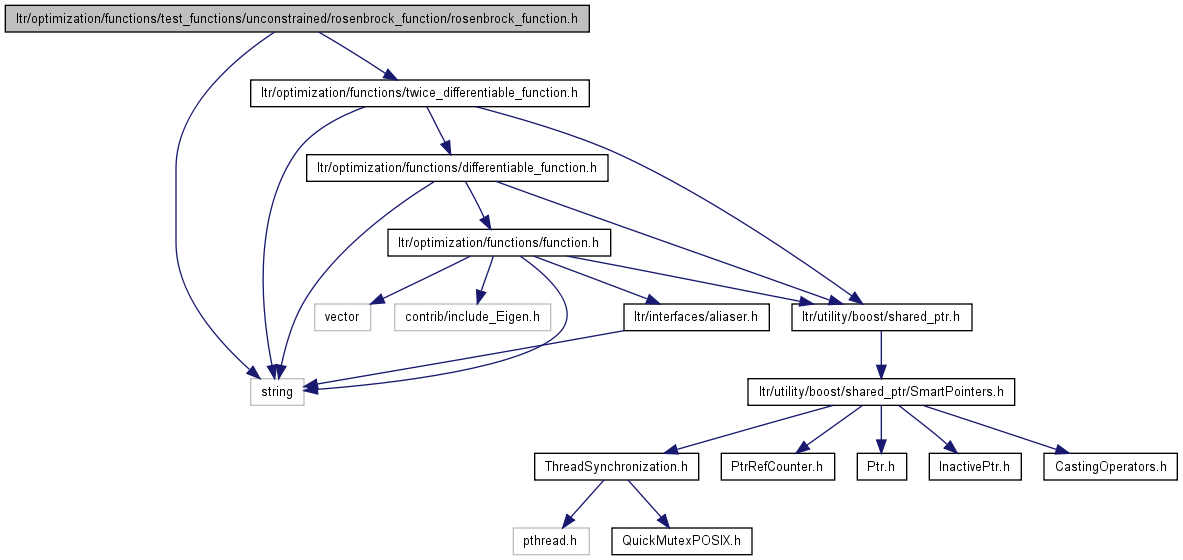 ltr/optimization/functions/test_functions/unconstrained/rosenbrock_function/rosenbrock_function.h
ltr/optimization/functions/twice_differentiable_function.h
ltr/optimization/functions/differentiable_function.h
ltr/optimization/functions/function.h
vector
contrib/include_Eigen.h
ltr/interfaces/aliaser.h
ltr/utility/boost/shared_ptr.h
string
ltr/utility/boost/shared_ptr/SmartPointers.h
ThreadSynchronization.h
PtrRefCounter.h
Ptr.h
InactivePtr.h
CastingOperators.h
pthread.h
QuickMutexPOSIX.h